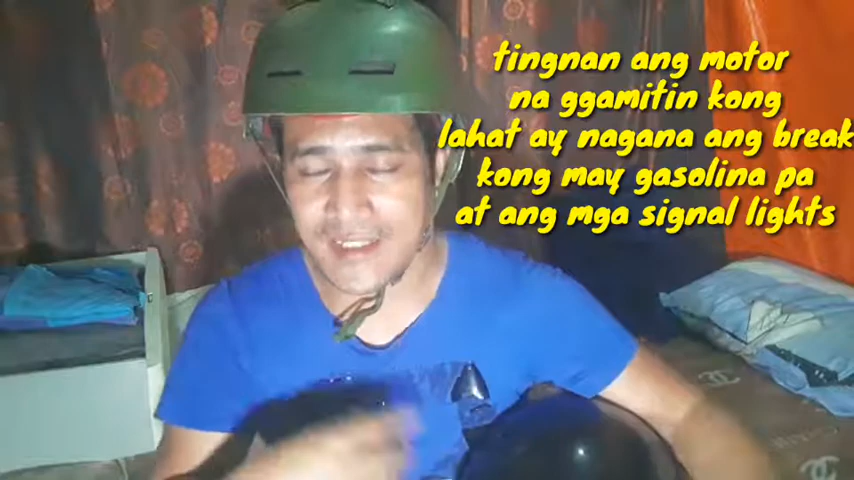 tingnan ang motor
na ggamitin kong
lahat ay nagana ang break
kong may gasolina pa
at ang mga signal lights